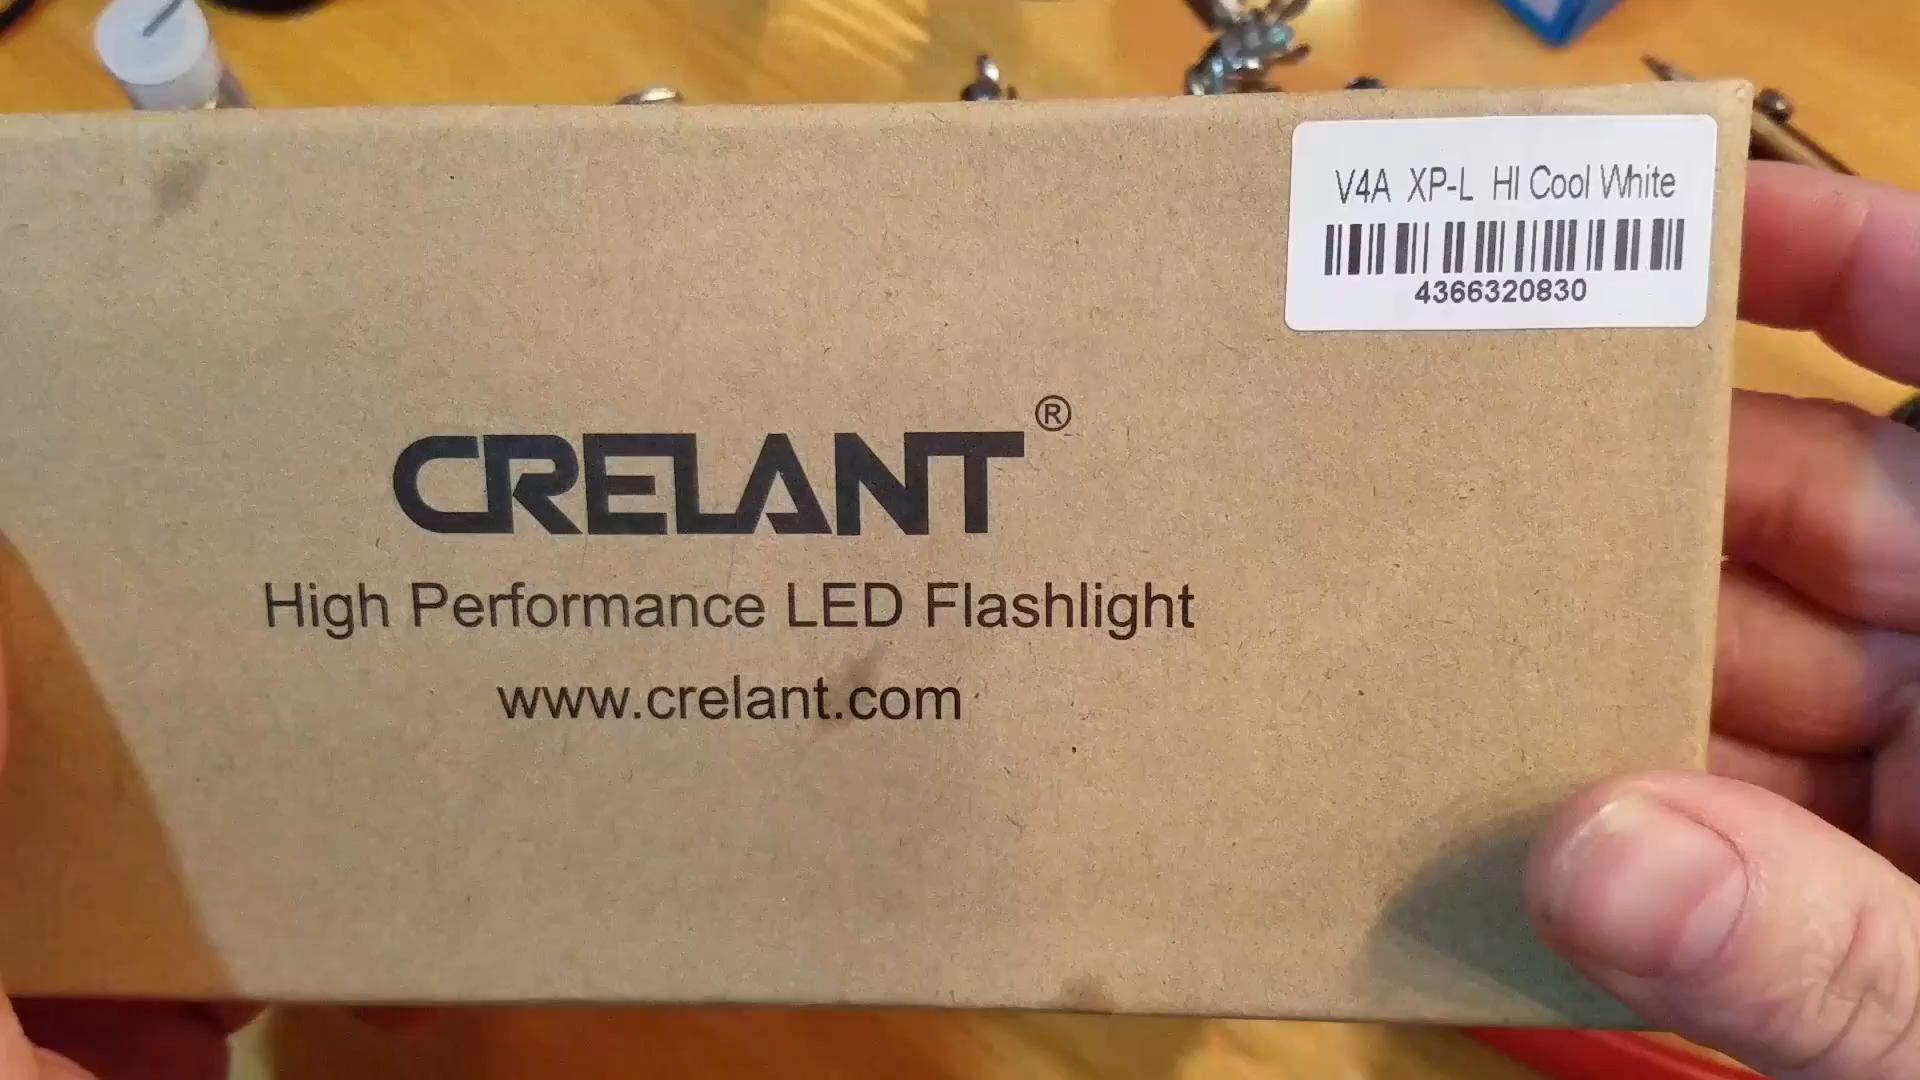 V4A XP-L HI Cool White
4366320830
CRELANT®
High Performance LED Flashlight
www.crelant.com